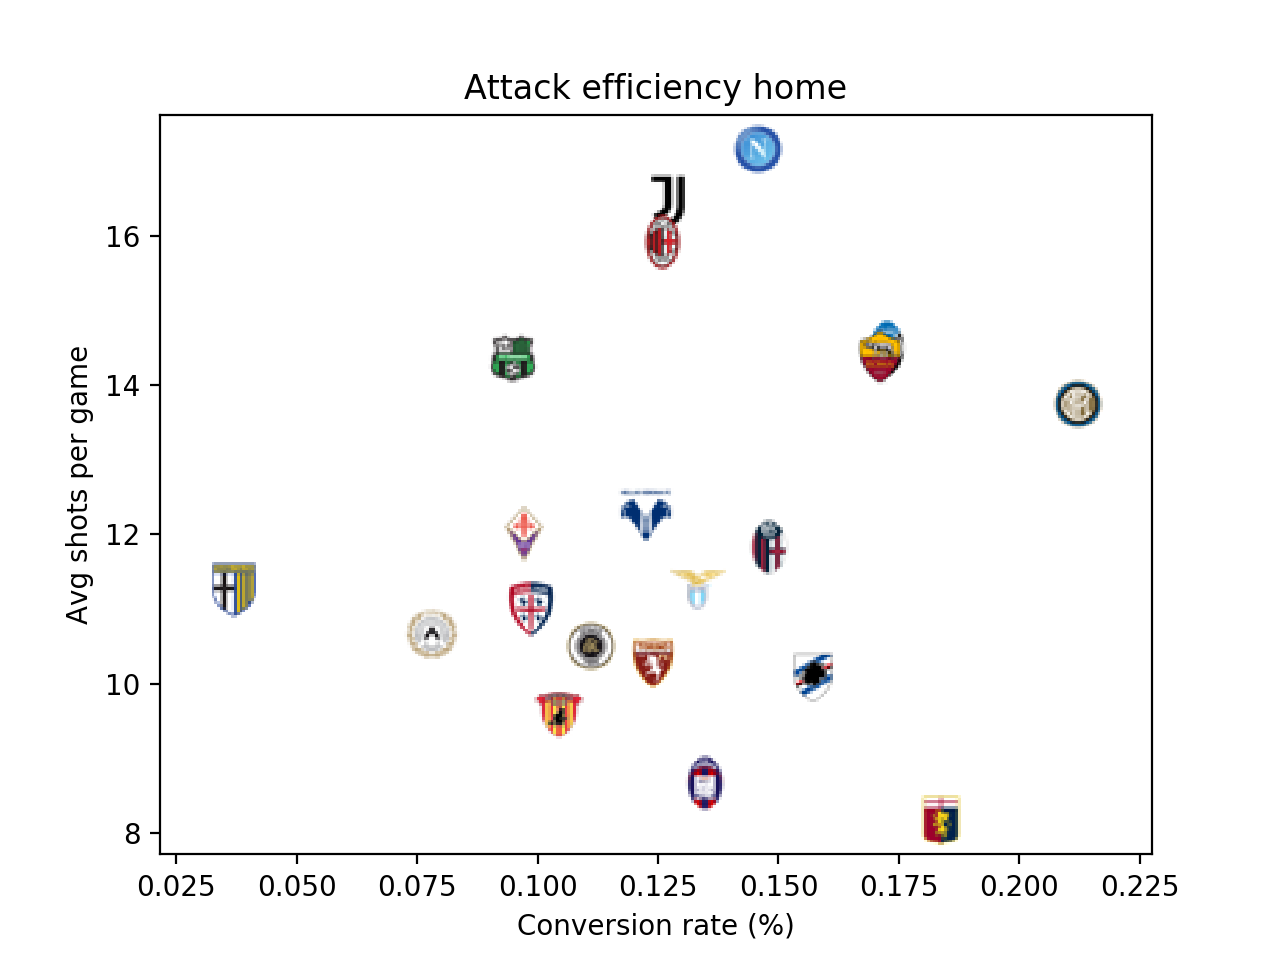 Attack efficiency home
Avg shots per game
16
14
12
10
8
N
TORINO
0.025 0.050 0.075 0.100 0.125 0.150 0.175 0.200 0.225
Conversion rate (%)